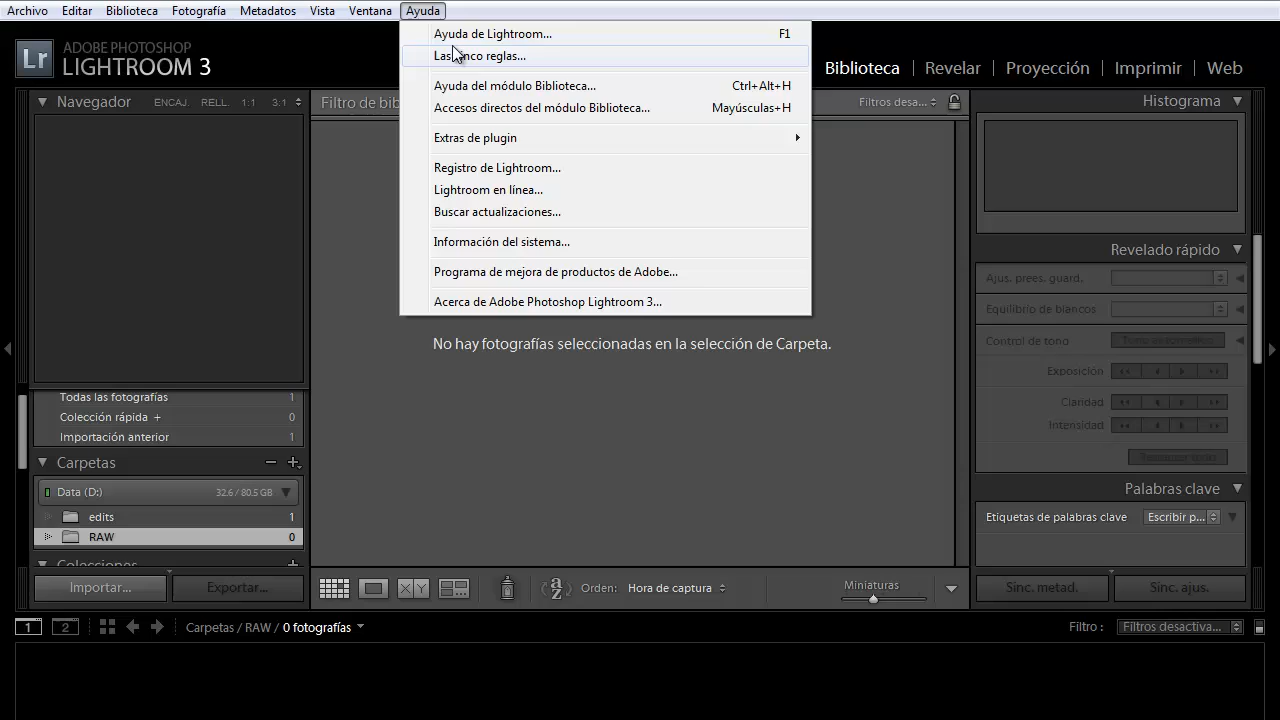 Archivo Editar Biblioteca Fotografía Metadatos Vista Ventana Ayuda
Lr ADOBE PHOTOSHOP
LIGHTROOM 3
Biblioteca Revelar Proyección Imprimir Web
Ayuda de Lightroom... F1
reglas...
Ayuda del módulo Biblioteca... Ctrl+Alt+H
Accesos directos del módulo Biblioteca... Mayúsculas+H
Extras de plugin
Registro de Lightroom...
Lightroom en línea...
Buscar actualizaciones...
Información del sistema...
Programa de mejora de productos de Adobe...
Acerca de Adobe Photoshop Lightroom 3...
Navegador ENCAJ. RELL. 1:1 3:1
Filtro de bib
Filtros desa...
Histograma
Revelado rápido
Ajus. prees. guard.
Equilibrio de blancos
Control de tono
Exposición
Claridad
Intensidad
No hay fotografías seleccionadas en la selección de Carpeta.
Todas las fotografías 1
Colección rápida + 0
Importación anterior 1
Carpetas
Data (D:) 32.6 / 80.5 GB
edits 1
RAW 0
Colecciones
Palabras clave
Etiquetas de palabras clave Escribir p...
Importar... Exportar...
XY
Orden: Hora de captura
Miniaturas
Sinc. metad. Sinc. ajus.
1 2 Carpetas / RAW / 0 fotografías
Filtro : Filtros desactiva...